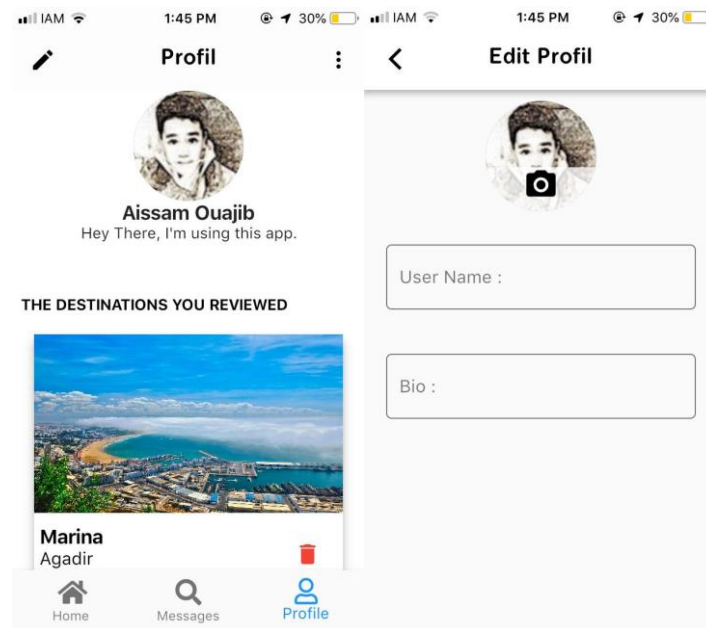 IAM 1:45 PM 30%
Profil
Aissam Ouajib
Hey There, I'm using this app.
THE DESTINATIONS YOU REVIEWED
Marina
Agadir
Home Messages Profile
IAM 1:45 PM 30%
Edit Profil
User Name :
Bio :